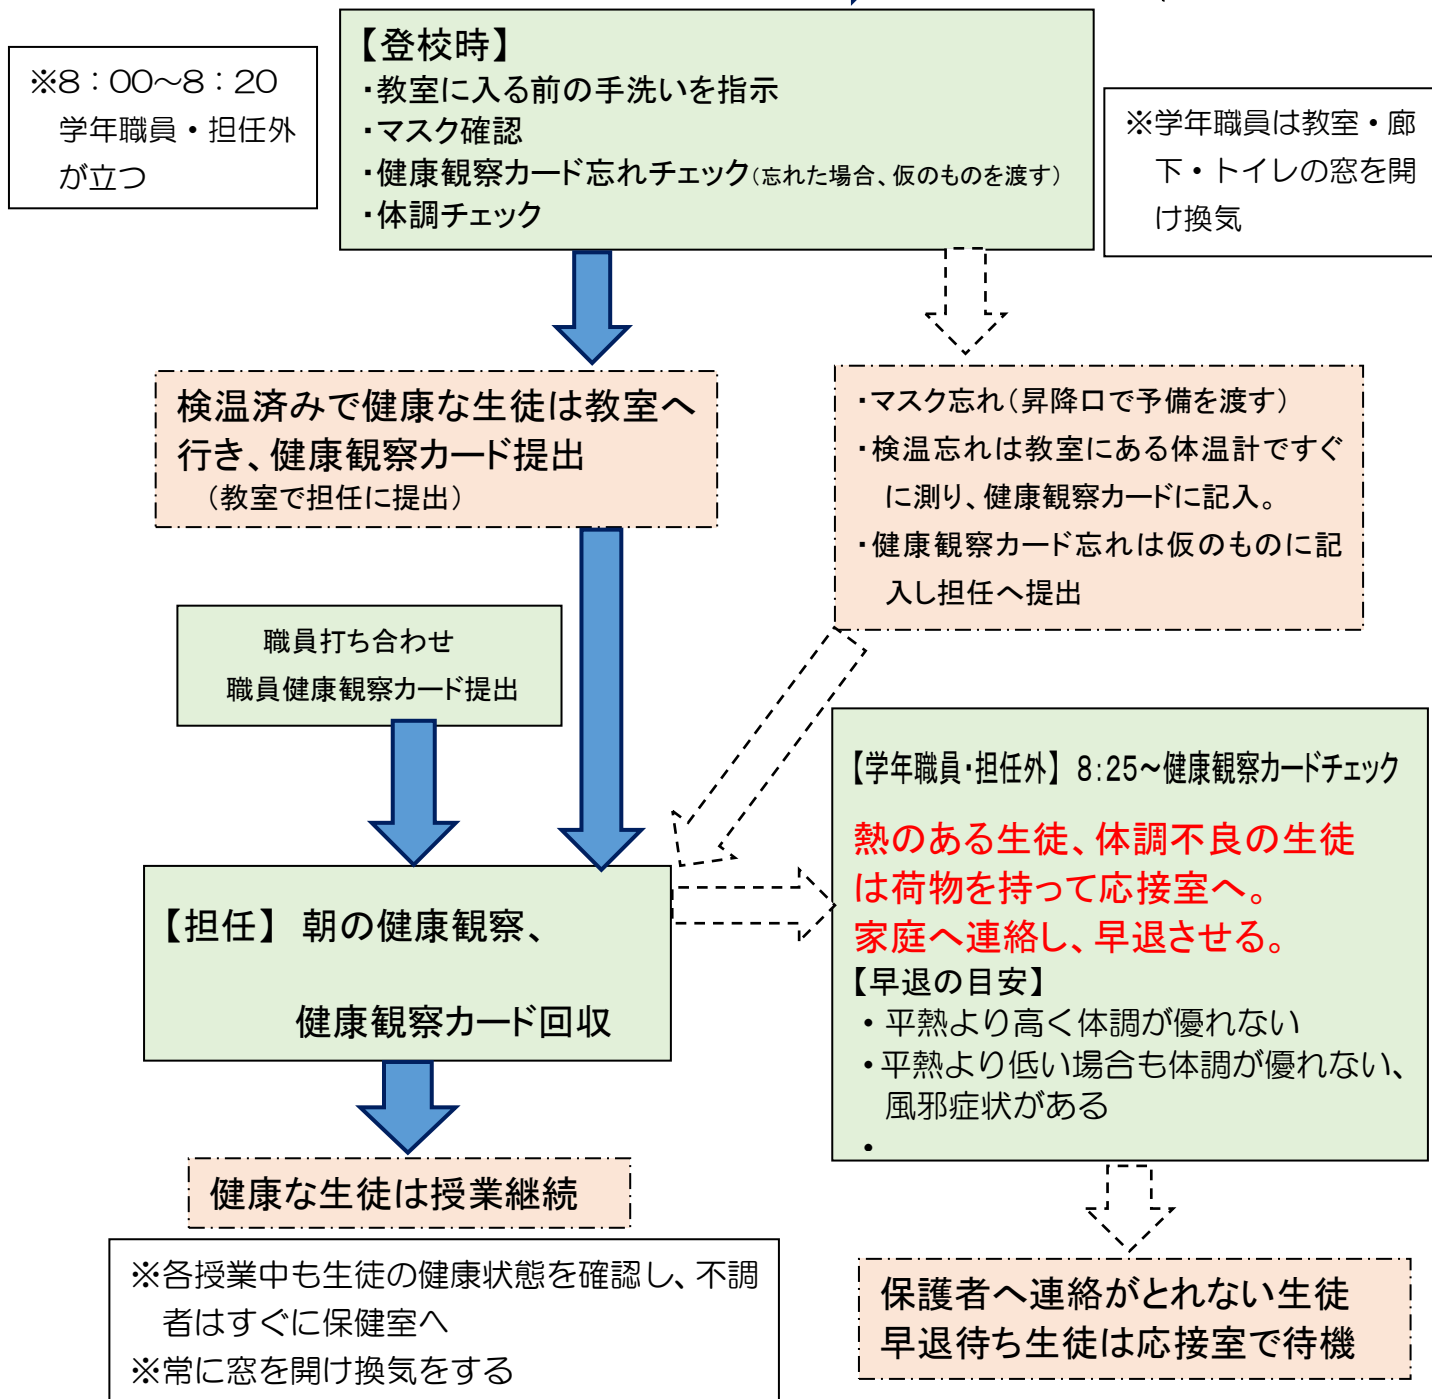 ※8：00～8：20
学年職員・担任外
が立つ
【登校時】
・教室に入る前の手洗いを指示
・マスク確認
・健康観察カード忘れチェック（忘れた場合、仮のものを渡す）
・体調チェック
※学年職員は教室・廊
下・トイレの窓を開
け換気
検温済みで健康な生徒は教室へ
行き、健康観察カード提出
（教室で担任に提出）
・マスク忘れ（昇降口で予備を渡す）
・検温忘れは教室にある体温計ですぐ
に測り、健康観察カードに記入。
・健康観察カード忘れは仮のものに記
入し担任へ提出
職員打ち合わせ
職員健康観察カード提出
【担任】 朝の健康観察、
健康観察カード回収
【学年職員・担任外】 8：25～健康観察カードチェック
熱のある生徒、体調不良の生徒
は荷物を持って応接室へ。
家庭へ連絡し、早退させる。
【早退の目安】
・平熱より高く体調が優れない
・平熱より低い場合も体調が優れない、
風邪症状がある
・
健康な生徒は授業継続
※各授業中も生徒の健康状態を確認し、不調
者はすぐに保健室へ
※常に窓を開け換気をする
保護者へ連絡がとれない生徒
早退待ち生徒は応接室で待機